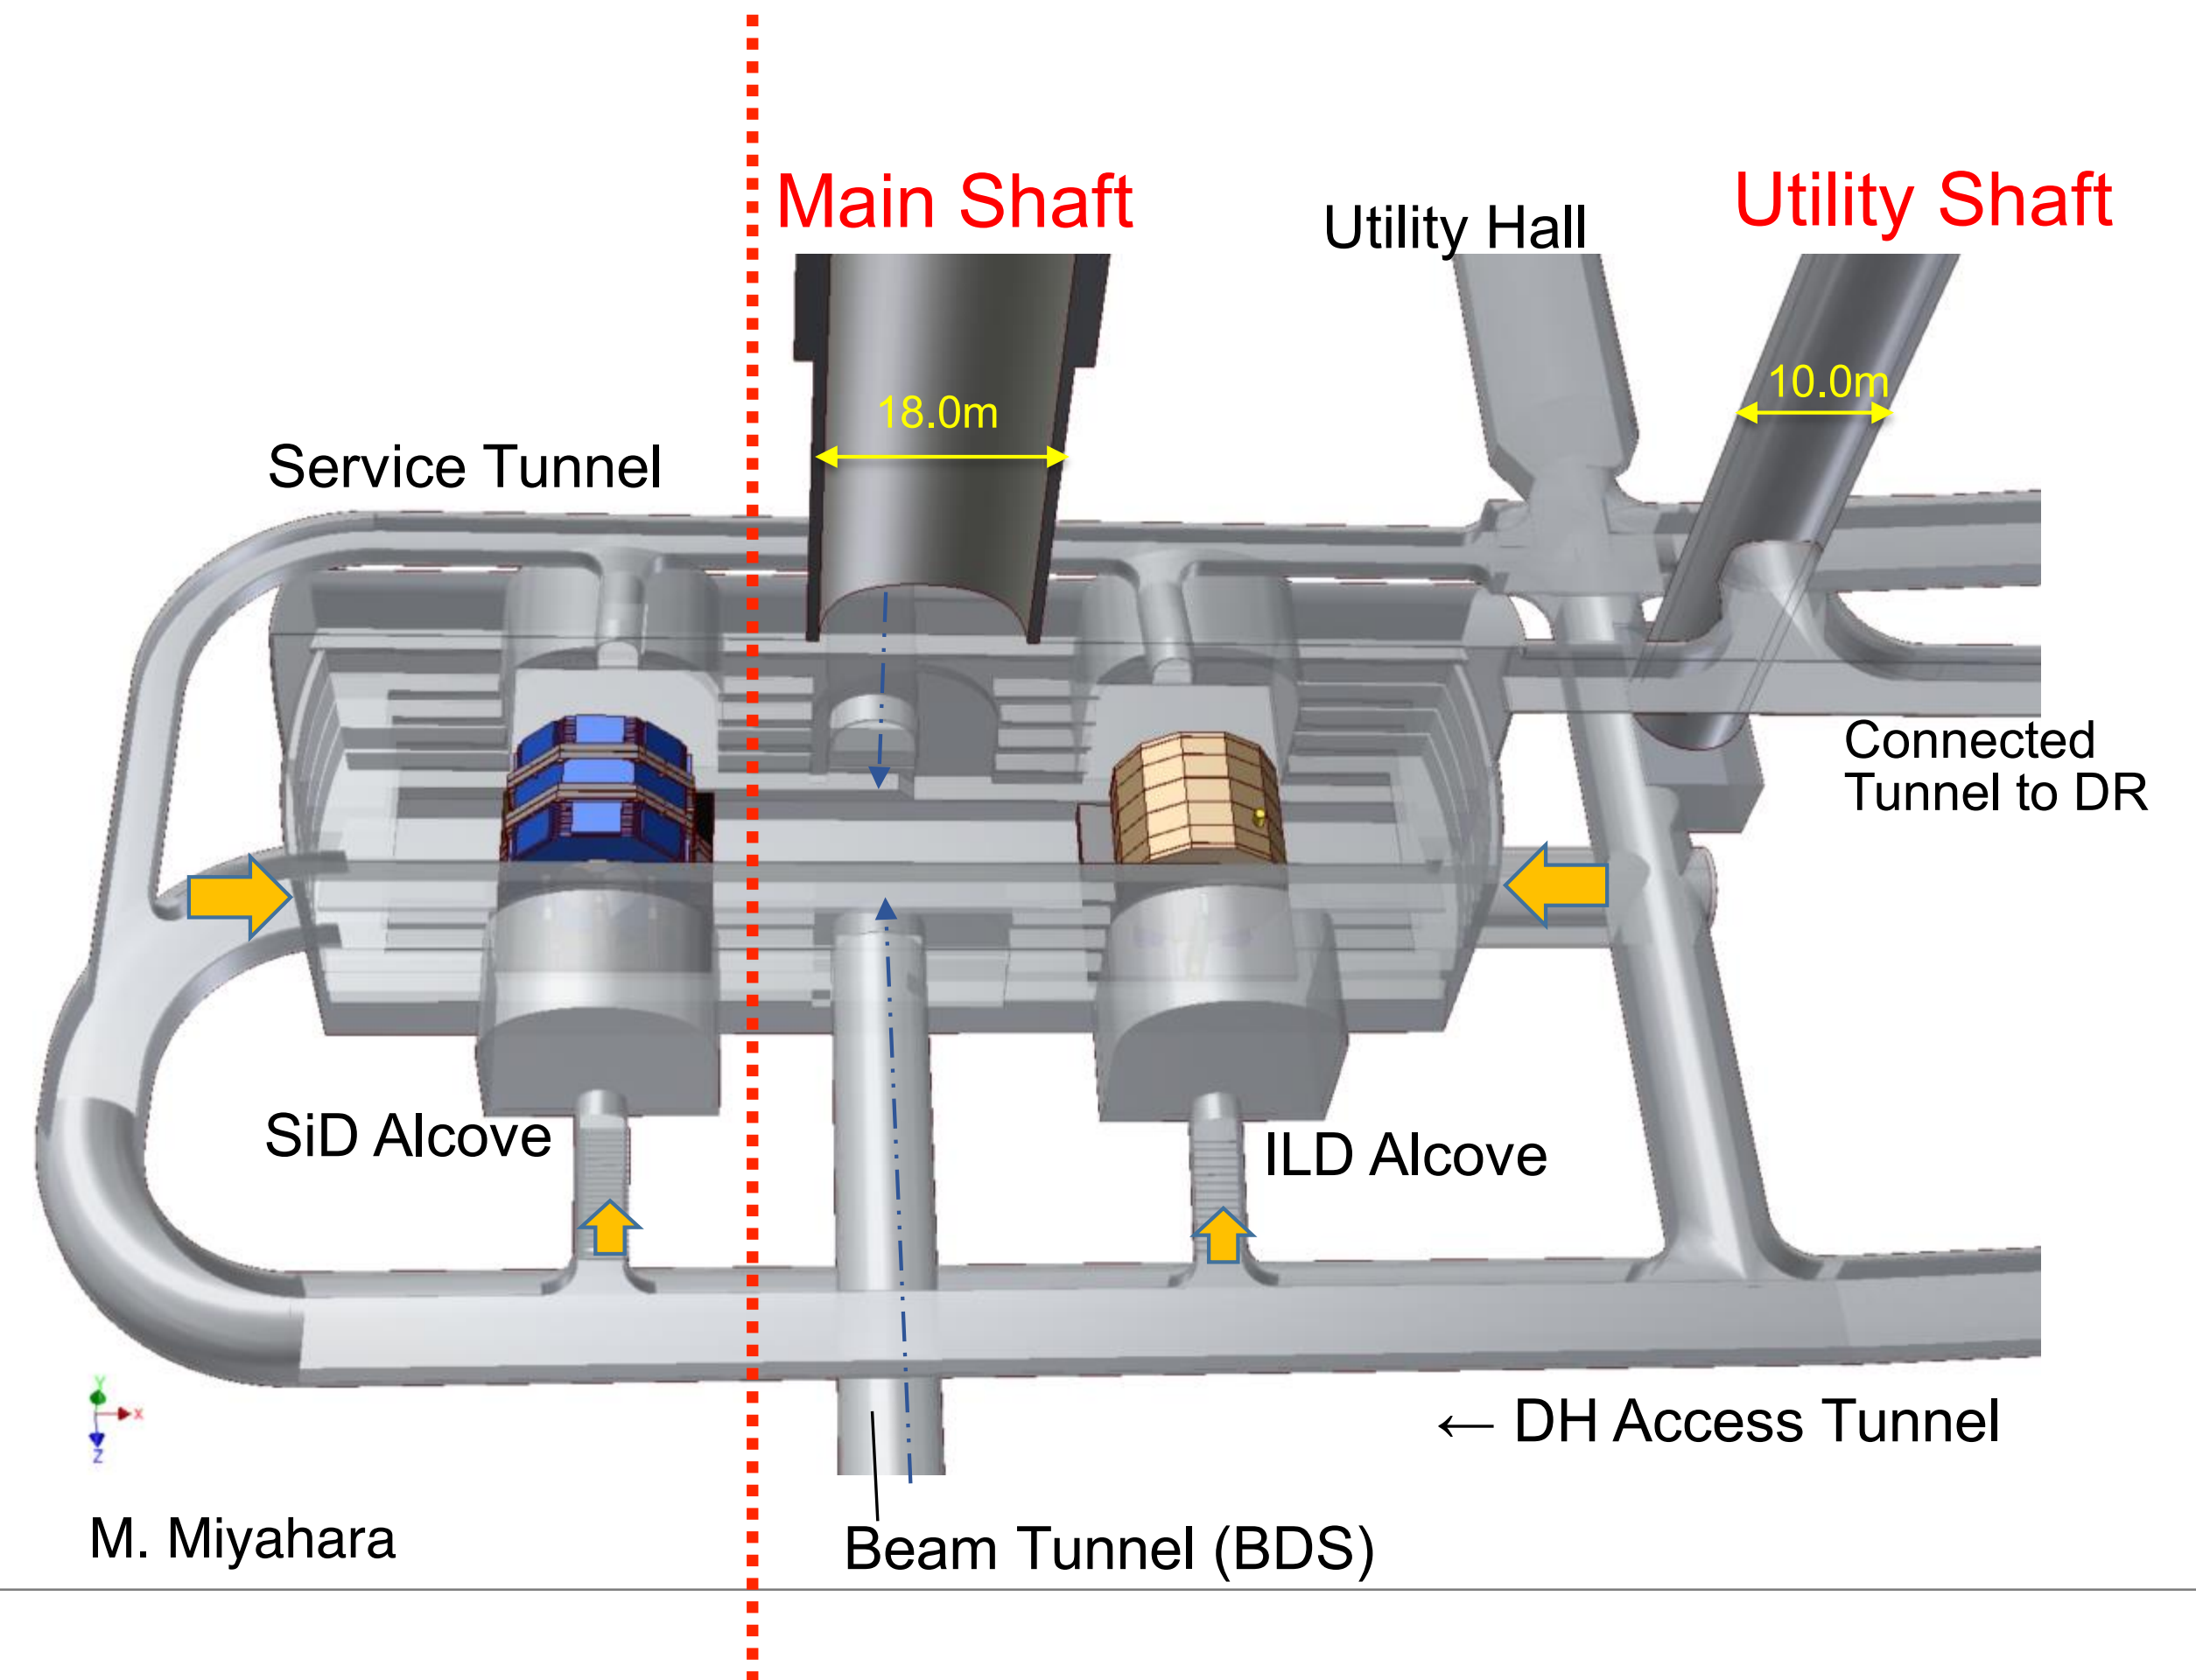 Main Shaft
Utility Hall
Utility Shaft
10.0m
18.0m
Service Tunnel
Connected
Tunnel to DR
SiD Alcove
ILD Alcove
Y
X
Z
← DH Access Tunnel
M. Miyahara
Beam Tunnel (BDS)